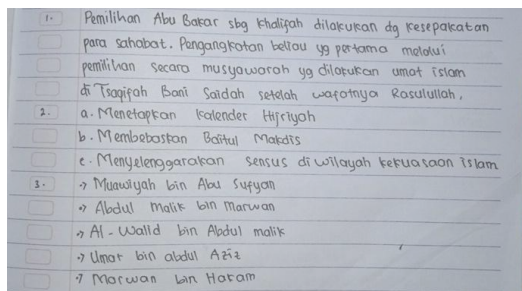 1. Pemilihan Abu Bakar sbg Khalifah dilakukan dg kesepakatan
para sahabat. Pengangkatan beliau yg pertama melalui
pemilihan secara musyawarah yg dilakukan umat islam
di Tsaqifah Bani Saidah setelah wafatnya Rasulullah.
2. a. Menetapkan Kalender Hijriyah
b. Membebaskan Baitul Makdis
c. Menyelenggarakan sensus di wilayah kekuasaan islam
3. -> Muawiyah bin Abu Sufyan
-> Abdul Malik bin Marwan
-> Al-Walid bin Abdul malik
-> Umar bin abdul Aziz
-> Marwan bin Hakam